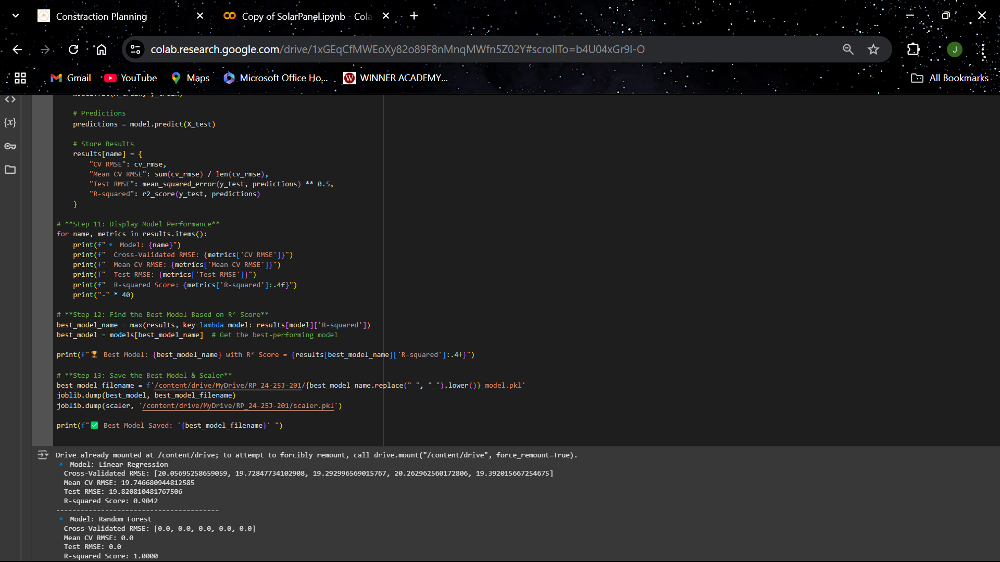 Constraction Planning
Copy of SolarPanel.ipynb - Cola
colab.research.google.com/drive/1xGEqCfMWEoXy82o89F8nMnqMWfn5Z02Y#scrollTo=b4U04xGr9l-O
J
Gmail
YouTube
Maps
Microsoft Office Ho...
WINNER ACADEMY...
All Bookmarks
{x}
model.fit(X_train, y_train)
# Predictions
predictions = model.predict(X_test)
# Store Results
results[name] = {
"CV RMSE": cv_rmse,
"Mean CV RMSE": sum(cv_rmse) / len(cv_rmse),
"Test RMSE": mean_squared_error(y_test, predictions) ** 0.5,
"R-squared": r2_score(y_test, predictions)
}
# **Step 11: Display Model Performance**
for name, metrics in results.items():
print(f"🔹 Model: {name}")
print(f"  Cross-Validated RMSE: {metrics['CV RMSE']}")
print(f"  Mean CV RMSE: {metrics['Mean CV RMSE']}")
print(f"  Test RMSE: {metrics['Test RMSE']}")
print(f"  R-squared Score: {metrics['R-squared']:.4f}")
print("-" * 40)
# **Step 12: Find the Best Model Based on R² Score**
best_model_name = max(results, key=lambda model: results[model]['R-squared'])
best_model = models[best_model_name]  # Get the best-performing model
print(f"🏆 Best Model: {best_model_name} with R² Score = {results[best_model_name]['R-squared']:.4f}")
# **Step 13: Save the Best Model & Scaler**
best_model_filename = f'/content/drive/MyDrive/RP_24-25J-201/{best_model_name.replace(" ", "_").lower()}_model.pkl'
joblib.dump(best_model, best_model_filename)
joblib.dump(scaler, '/content/drive/MyDrive/RP_24-25J-201/scaler.pkl')
print(f"✅ Best Model Saved: '{best_model_filename}' ")
Drive already mounted at /content/drive; to attempt to forcibly remount, call drive.mount("/content/drive", force_remount=True).
🔹 Model: Linear Regression
Cross-Validated RMSE: [20.05695258659059, 19.72847734102908, 19.292996569015767, 20.262962560172806, 19.392015667254675]
Mean CV RMSE: 19.746680944812585
Test RMSE: 19.820810481767506
R-squared Score: 0.9042
----------------------------------------
🔹 Model: Random Forest
Cross-Validated RMSE: [0.0, 0.0, 0.0, 0.0, 0.0]
Mean CV RMSE: 0.0
Test RMSE: 0.0
R-squared Score: 1.0000